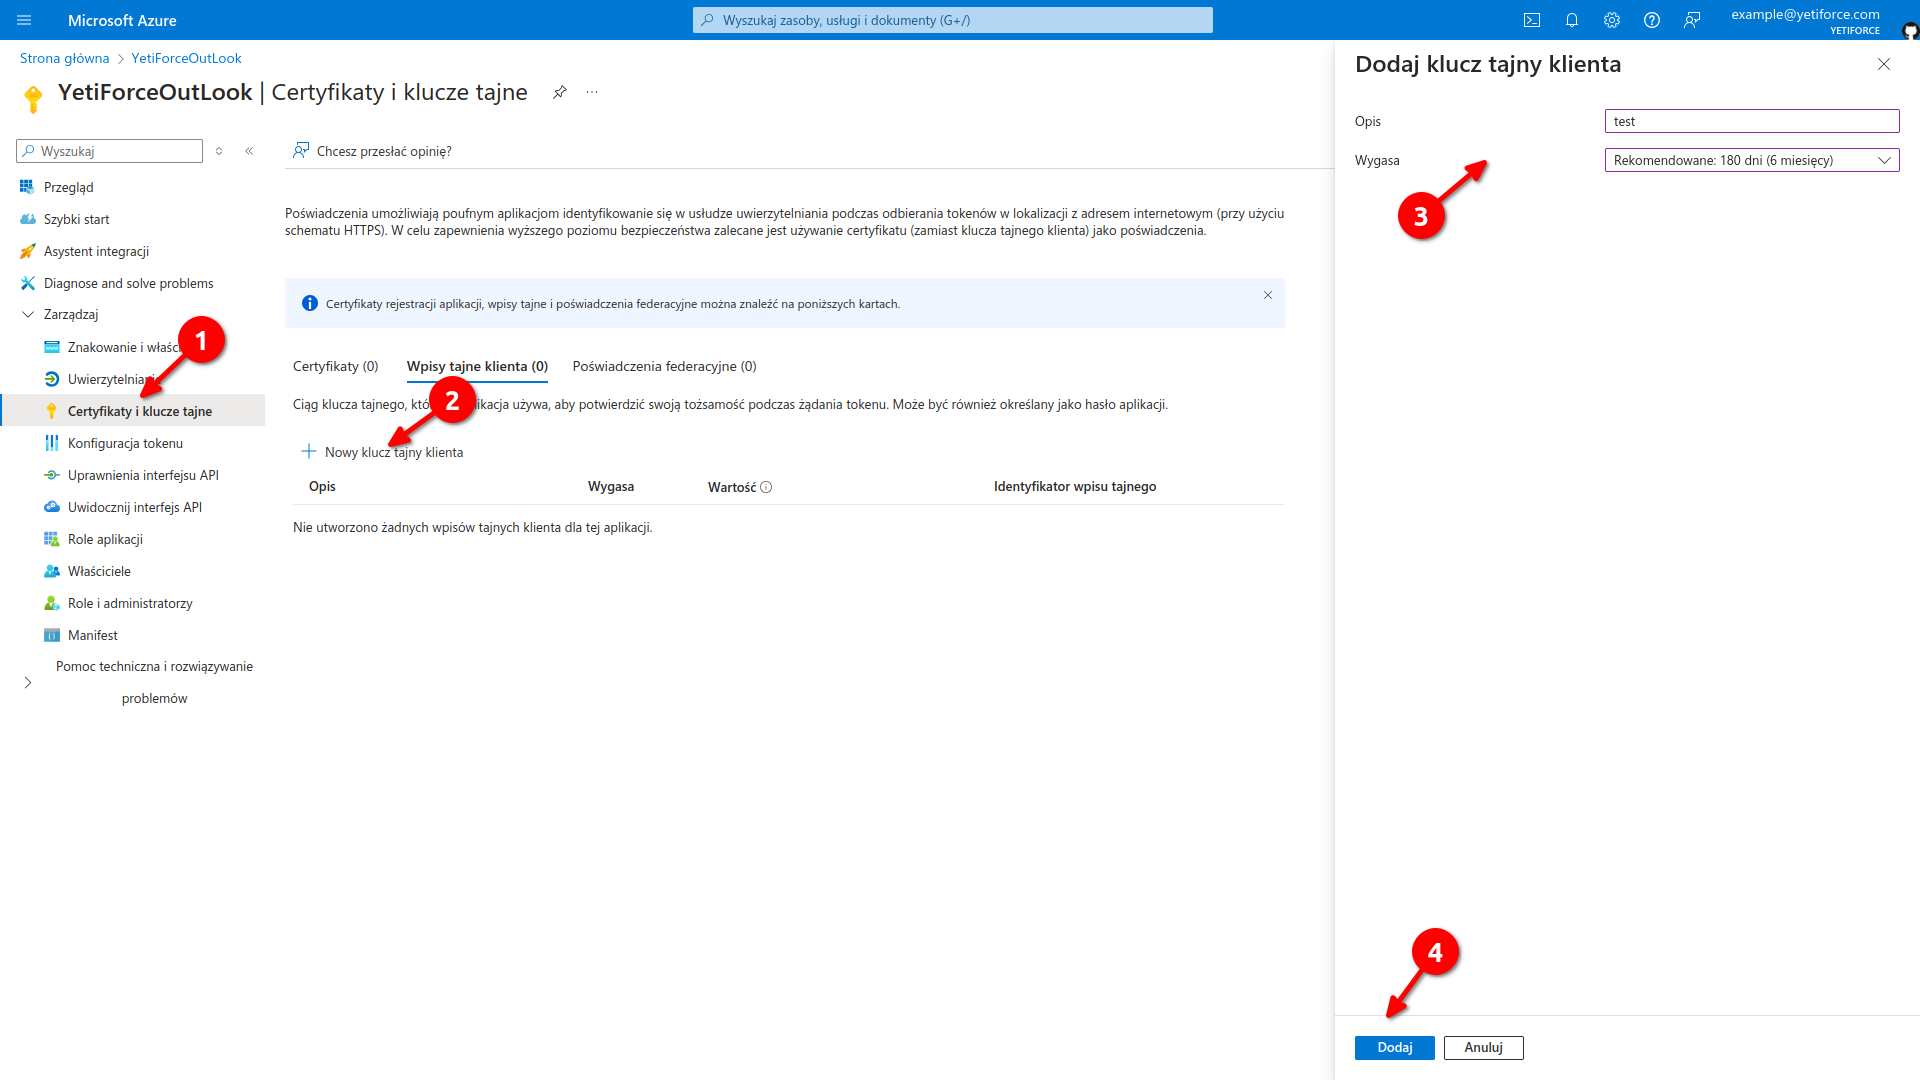 Microsoft Azure
Wyszukaj zasoby, usługi i dokumenty (G+/)
example@yetiforce.com
YETIFORCE
Strona główna > YetiForceOutLook
YetiForceOutLook | Certyfikaty i klucze tajne
Wyszukaj
Przegląd
Szybki start
Asystent integracji
Diagnose and solve problems
Zarządzaj
Znakowanie i właśc
1
Uwierzytelniani
Certyfikaty i klucze tajne
Konfiguracja tokenu
Uprawnienia interfejsu API
Uwidocznij interfejs API
Role aplikacji
Właściciele
Role i administratorzy
Manifest
Pomoc techniczna i rozwiązywanie
problemów
Chcesz przesłać opinię?
Poświadczenia umożliwiają poufnym aplikacjom identyfikowanie się w usłudze uwierzytelniania podczas odbierania tokenów w lokalizacji z adresem internetowym (przy użyciu
schematu HTTPS). W celu zapewnienia wyższego poziomu bezpieczeństwa zalecane jest używanie certyfikatu (zamiast klucza tajnego klienta) jako poświadczenia.
Certyfikaty rejestracji aplikacji, wpisy tajne i poświadczenia federacyjne można znaleźć na poniższych kartach.
Certyfikaty (0) Wpisy tajne klienta (0) Poświadczenia federacyjne (0)
2
Ciąg klucza tajnego, któ likacja używa, aby potwierdzić swoją tożsamość podczas żądania tokenu. Może być również określany jako hasło aplikacji.
Nowy klucz tajny klienta
Opis Wygasa Wartość Identyfikator wpisu tajnego
Nie utworzono żadnych wpisów tajnych klienta dla tej aplikacji.
Dodaj klucz tajny klienta
Opis test
Wygasa Rekomendowane: 180 dni (6 miesięcy)
3
4
Dodaj Anuluj